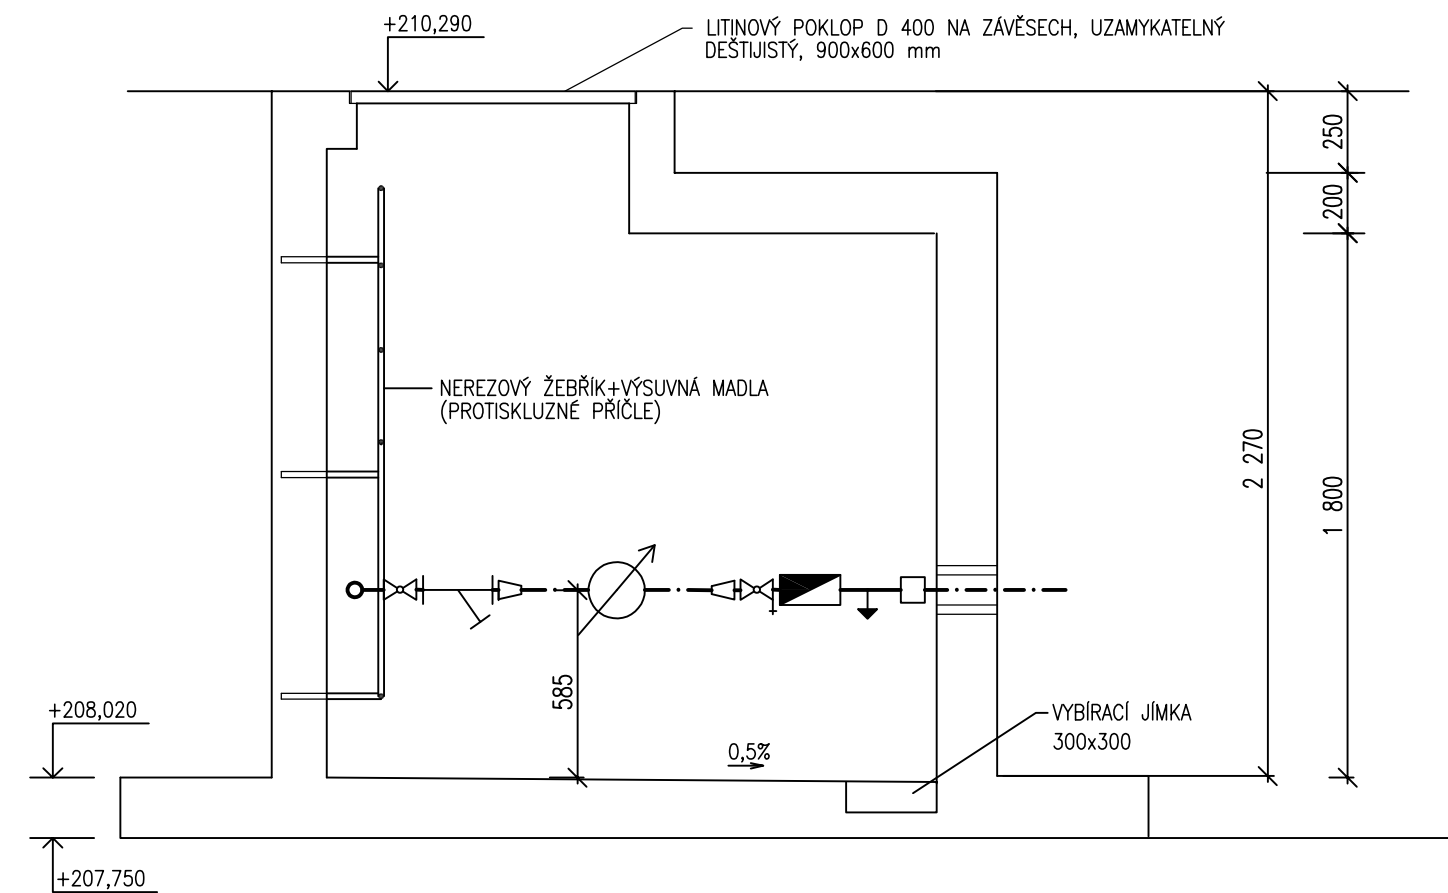 +210,290
LITINOVÝ POKLOP D 400 NA ZÁVĚSECH, UZAMYKATELNÝ
DEŠTIJISTÝ, 900x600 mm
250
200
NEREZOVÝ ŽEBŘÍK+VÝSUVNÁ MADLA
(PROTISKLUZNÉ PŘÍČLE)
2 270
1 800
585
+208,020
0,5%
VYBÍRACÍ JÍMKA
300x300
+207,750